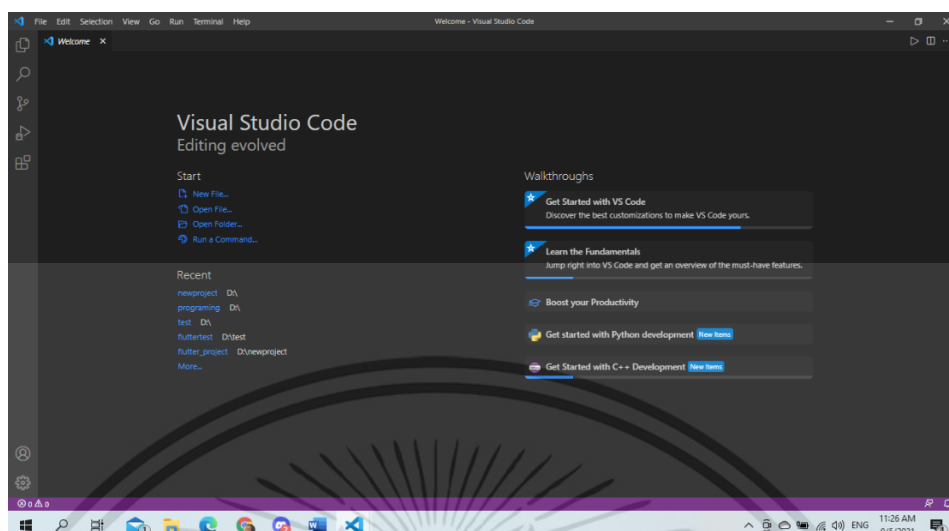 File Edit Selection View Go Run Terminal Help
Welcome - Visual Studio Code
Welcome
Visual Studio Code
Editing evolved
Start
New File...
Open File...
Open Folder...
Run a Command...
Recent
newproject D:\
programing D:\
test D:\
fluttertest D:\test
flutter_project D:\newproject
More...
Walkthroughs
Get Started with VS Code
Discover the best customizations to make VS Code yours.
Learn the Fundamentals
Jump right into VS Code and get an overview of the must-have features.
Boost your Productivity
Get started with Python development New Items
Get Started with C++ Development New Items
0 0
ENG
11:26 AM